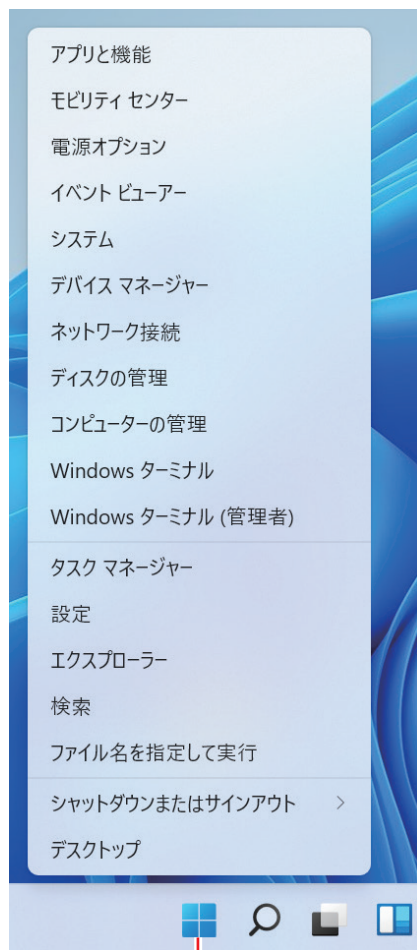 アプリと機能
モビリティ センター
電源オプション
イベント ビューアー
システム
デバイス マネージャー
ネットワーク接続
ディスクの管理
コンピューターの管理
Windows ターミナル
Windows ターミナル (管理者)
タスク マネージャー
設定
エクスプローラー
検索
ファイル名を指定して実行
シャットダウンまたはサインアウト
デスクトップ